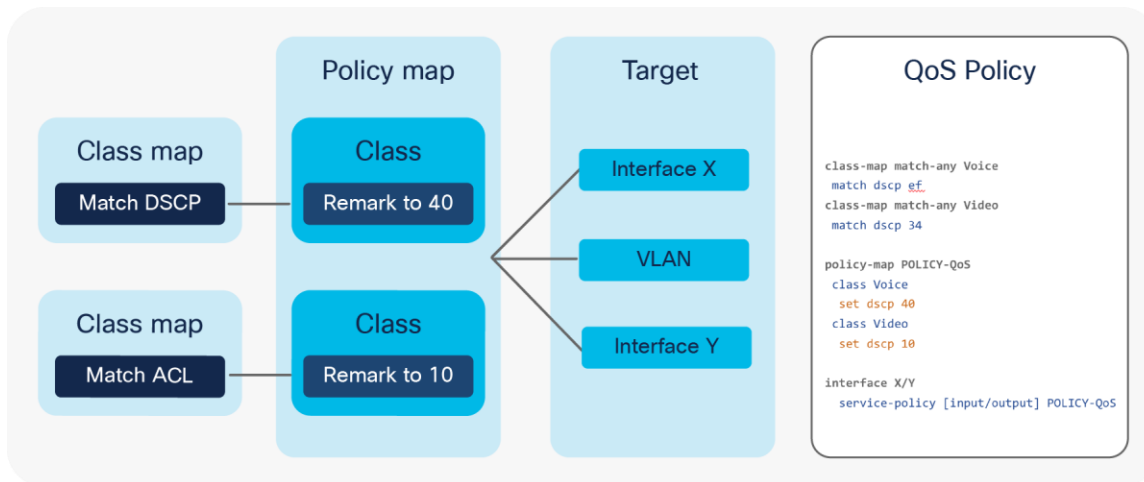 Class map
Match DSCP
Class map
Match ACL
Policy map
Class
Remark to 40
Class
Remark to 10
Target
Interface X
VLAN
Interface Y
QoS Policy
class-map match-any Voice
match dscp ef
class-map match-any Video
match dscp 34
policy-map POLICY-QoS
class Voice
set dscp 40
class Video
set dscp 10
interface X/Y
service-policy [input/output] POLICY-QoS